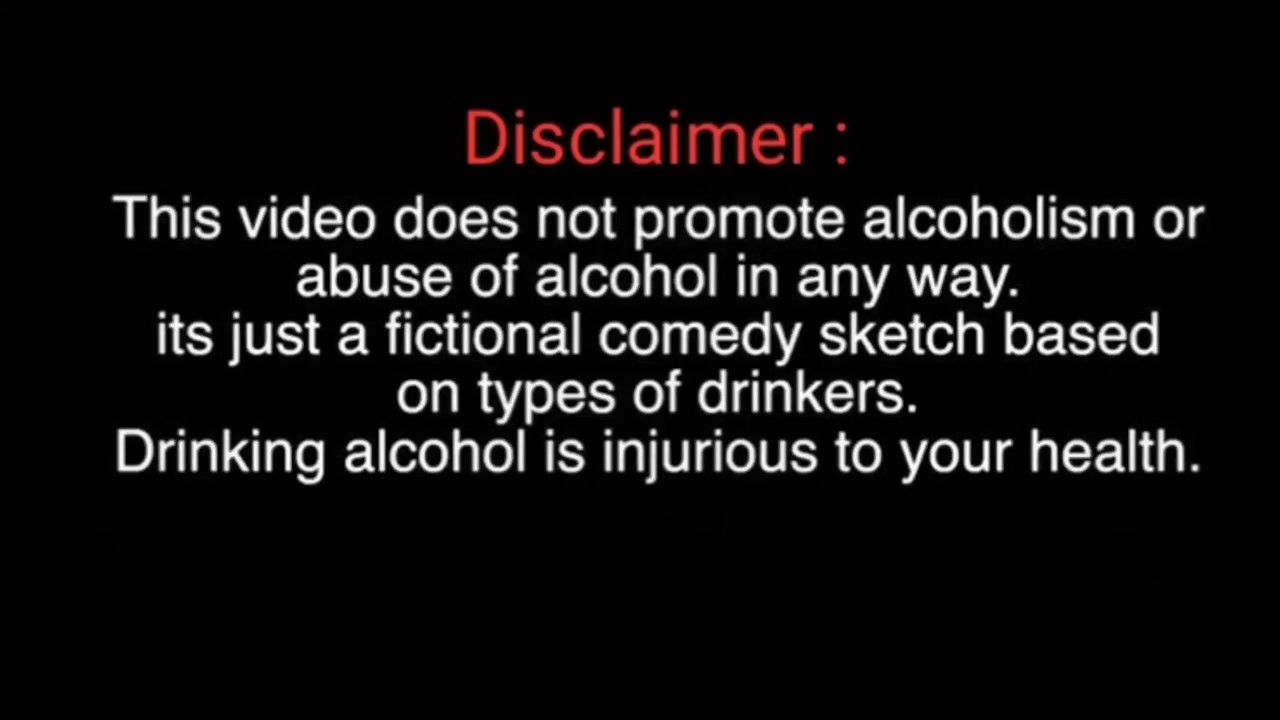 Disclaimer :
This video does not promote alcoholism or
abuse of alcohol in any way.
its just a fictional comedy sketch based
on types of drinkers.
Drinking alcohol is injurious to your health.